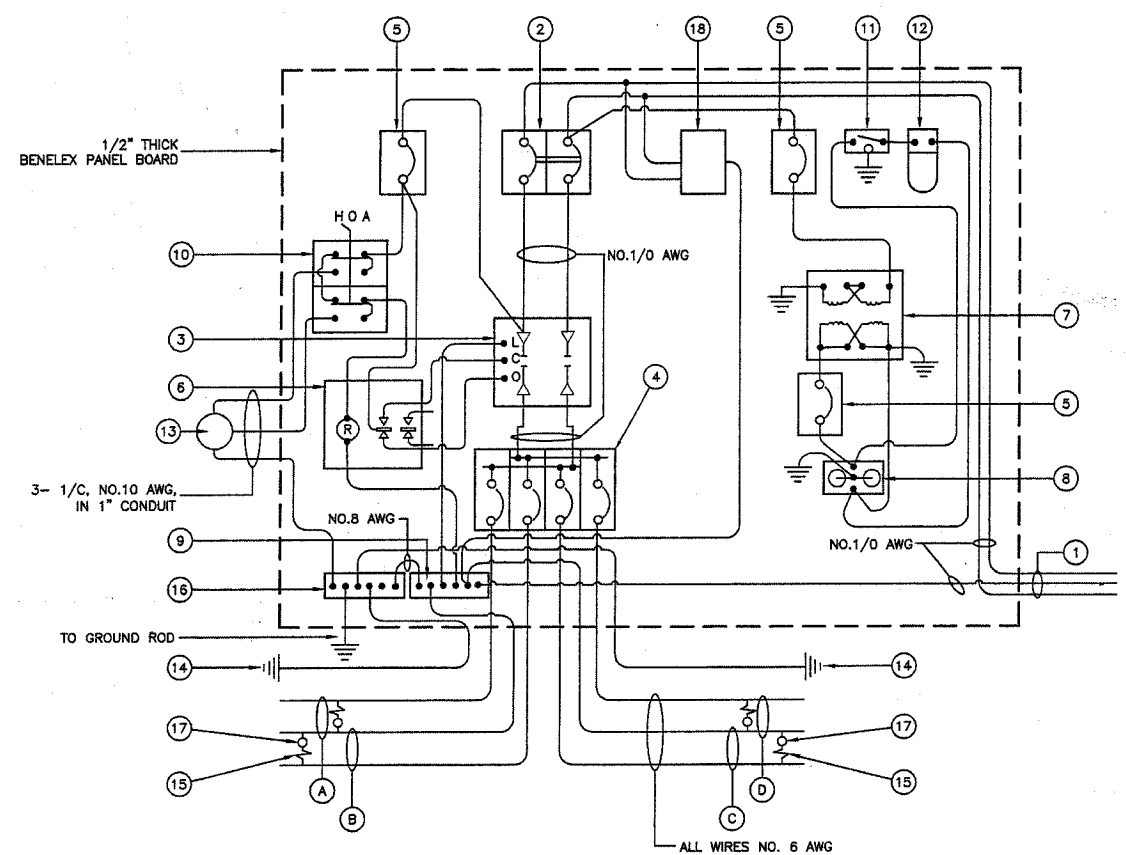 5
2
18
5
11
12
1/2" THICK
BENELEX PANEL BOARD
H O A
10
NO.1/0 AWG
7
3
L
C
O
6
4
5
13
R
8
3- 1/C, NO.10 AWG,
IN 1" CONDUIT
NO.8 AWG
9
NO.1/0 AWG
1
16
TO GROUND ROD
14
14
17
17
15
15
A
D
B
C
ALL WIRES NO. 6 AWG